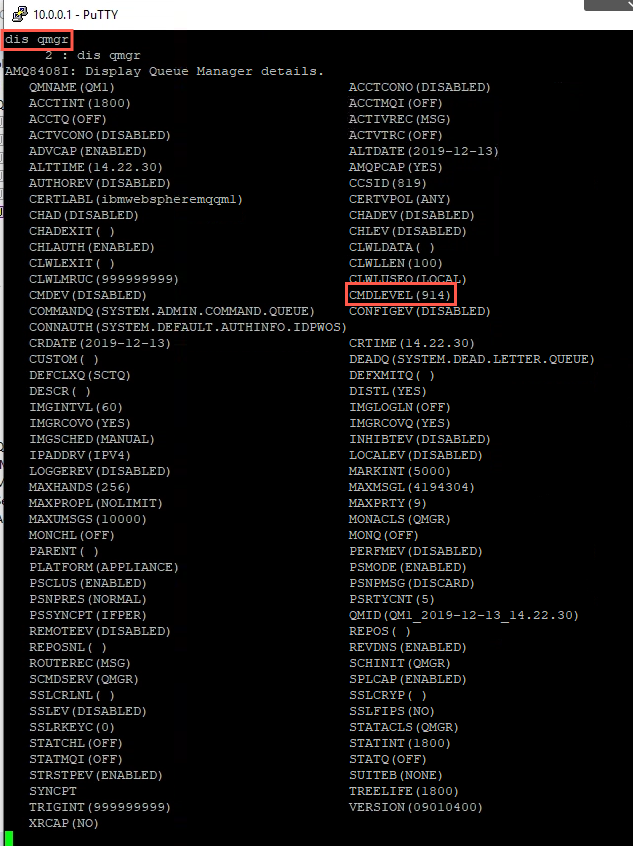 10.0.0.1 - PuTTY
dis qmgr
2 : dis qmgr
AMQ8408I: Display Queue Manager details.
QMNAME(QM1) ACCTCONO(DISABLED)
ACCTINT(1800) ACCTMQI(OFF)
ACCTQ(OFF) ACTIVREC(MSG)
ACTVCONO(DISABLED) ACTVTRC(OFF)
ADVCAP(ENABLED) ALTDATE(2019-12-13)
ALTTIME(14.22.30) AMQPCAP(YES)
AUTHOREV(DISABLED) CCSID(819)
CERTLABL(ibmwebspheremqqm1) CERTVPOL(ANY)
CHAD(DISABLED) CHADEV(DISABLED)
CHADEXIT( ) CHLEV(DISABLED)
CHLAUTH(ENABLED) CLWLDATA( )
CLWLEXIT( ) CLWLLEN(100)
CLWLMRUC(999999999) CLWLUSEQ(LOCAL)
CMDEV(DISABLED) CMDLEVEL(914)
COMMANDQ(SYSTEM.ADMIN.COMMAND.QUEUE) CONFIGEV(DISABLED)
CONNAUTH(SYSTEM.DEFAULT.AUTHINFO.IDPWOS)
CRDATE(2019-12-13) CRTIME(14.22.30)
CUSTOM( ) DEADQ(SYSTEM.DEAD.LETTER.QUEUE)
DEFCLXQ(SCTQ) DEFXMITQ( )
DESCR( ) DISTL(YES)
IMGINTVL(60) IMGLOGLN(OFF)
IMGRCOVO(YES) IMGRCOVQ(YES)
IMGSCHED(MANUAL) INHIBTEV(DISABLED)
IPADDRV(IPV4) LOCALEV(DISABLED)
LOGGEREV(DISABLED) MARKINT(5000)
MAXHANDS(256) MAXMSGL(4194304)
MAXPROPL(NOLIMIT) MAXPRTY(9)
MAXUMSGS(10000) MONACLS(QMGR)
MONCHL(OFF) MONQ(OFF)
PARENT( ) PERFMEV(DISABLED)
PLATFORM(APPLIANCE) PSMODE(ENABLED)
PSCLUS(ENABLED) PSNPMSG(DISCARD)
PSNPRES(NORMAL) PSRTYCNT(5)
PSSYNCPT(IFPER) QMID(QM1_2019-12-13_14.22.30)
REMOTEEV(DISABLED) REPOS( )
REPOSNL( ) REVDNS(ENABLED)
ROUTEREC(MSG) SCHINIT(QMGR)
SCMDSERV(QMGR) SPLCAP(ENABLED)
SSLCRLNL( ) SSLCRYP( )
SSLEV(DISABLED) SSLFIPS(NO)
SSLRKEYC(0) STATACLS(QMGR)
STATCHL(OFF) STATINT(1800)
STATMQI(OFF) STATQ(OFF)
STRSTPEV(ENABLED) SUITEB(NONE)
SYNCPT TREELIFE(1800)
TRIGINT(999999999) VERSION(09010400)
XRCAP(NO)